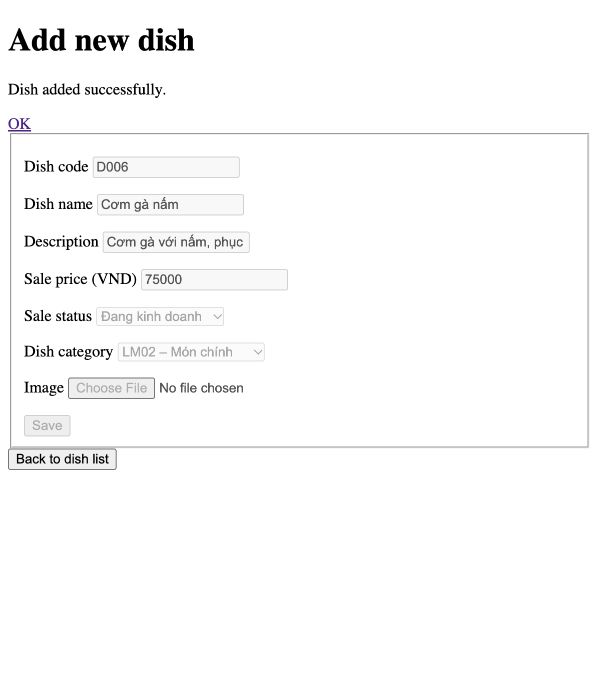 Add new dish
Dish added successfully.
OK
Dish code D006
Dish name Cơm gà nấm
Description Cơm gà với nấm, phục
Sale price (VND) 75000
Sale status Đang kinh doanh
Dish category LM02 – Món chính
Image Choose File No file chosen
Save
Back to dish list